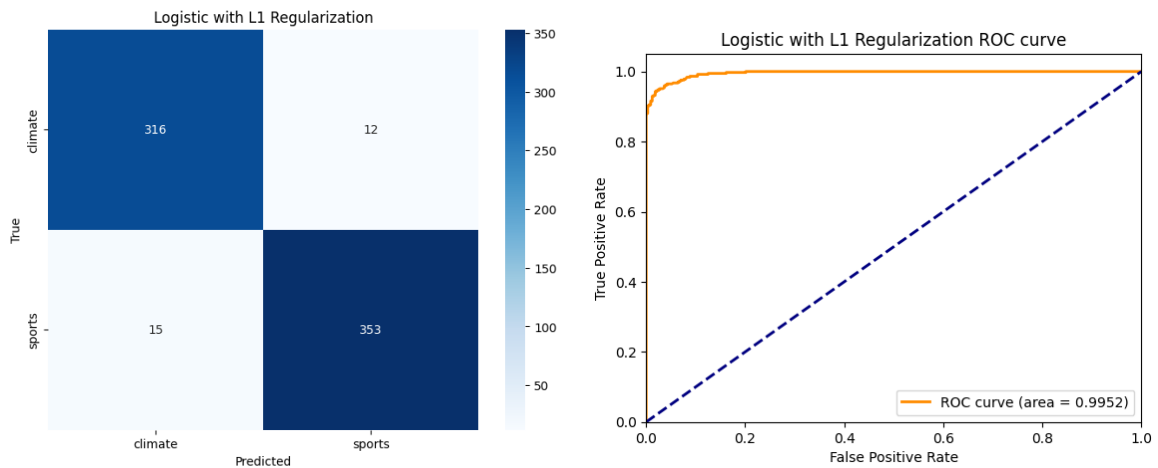 Logistic with L1 Regularization
climate
316
12
True
sports
15
353
climate
sports
Predicted
350
300
250
200
150
100
50
Logistic with L1 Regularization ROC curve
True Positive Rate
1.0
0.8
0.6
0.4
0.2
0.0
ROC curve (area = 0.9952)
0.0
0.2
0.4
0.6
0.8
1.0
False Positive Rate